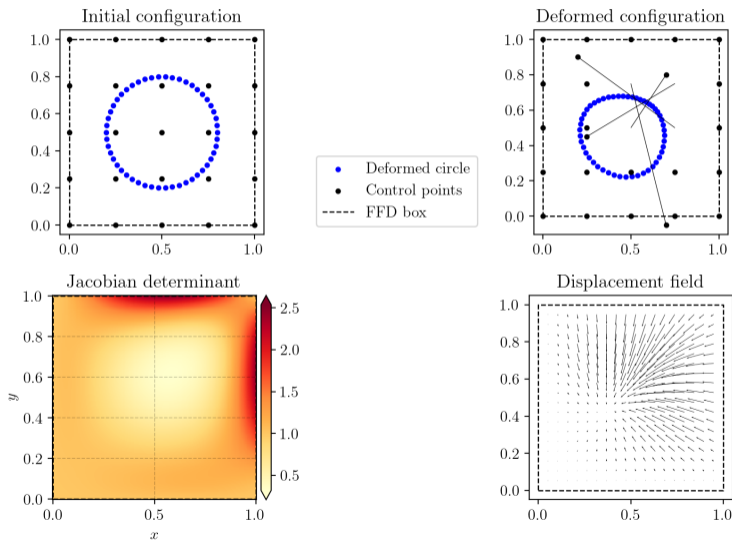 Initial configuration
1.0
0.8
0.6
0.4
0.2
0.0
0.0 0.5 1.0
Deformed configuration
1.0
0.8
0.6
0.4
0.2
0.0
0.0 0.5 1.0
Deformed circle
Control points
FFD box
Jacobian determinant
1.0
0.8
0.6
0.4
0.2
0.0
y
0.0 0.5 1.0
x
2.5
2.0
1.5
1.0
0.5
Displacement field
1.0
0.8
0.6
0.4
0.2
0.0
0.0 0.5 1.0